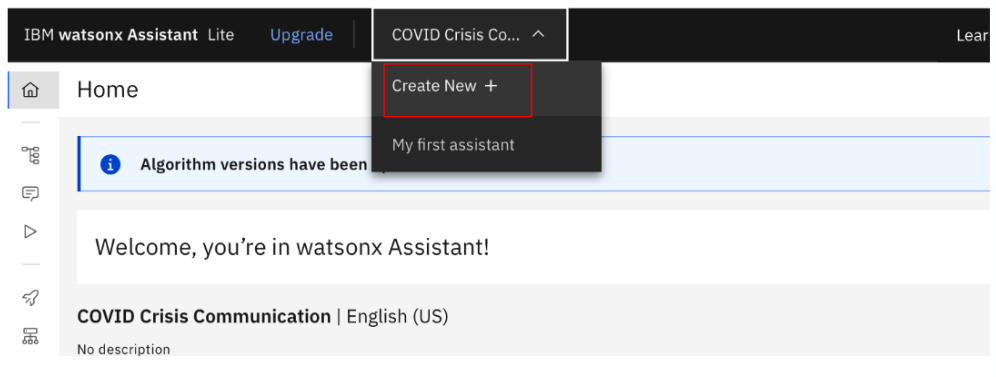 IBM watsonx Assistant Lite Upgrade COVID Crisis Co... Lear
Create New +
My first assistant
Home
Algorithm versions have been
Welcome, you're in watsonx Assistant!
COVID Crisis Communication | English (US)
No description